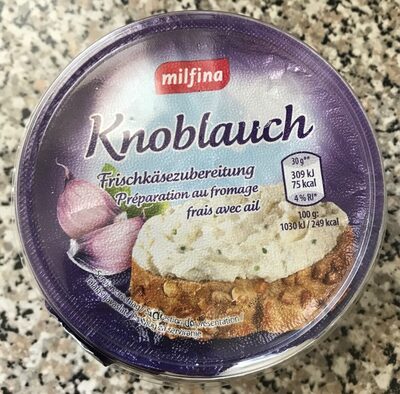 milfina
Knoblauch
Frischkäsezubereitung
Préparation au fromage
frais avec ail
30g**
309 kJ
75 kcal
4% RI*
100 g:
1030 kJ / 249 kcal